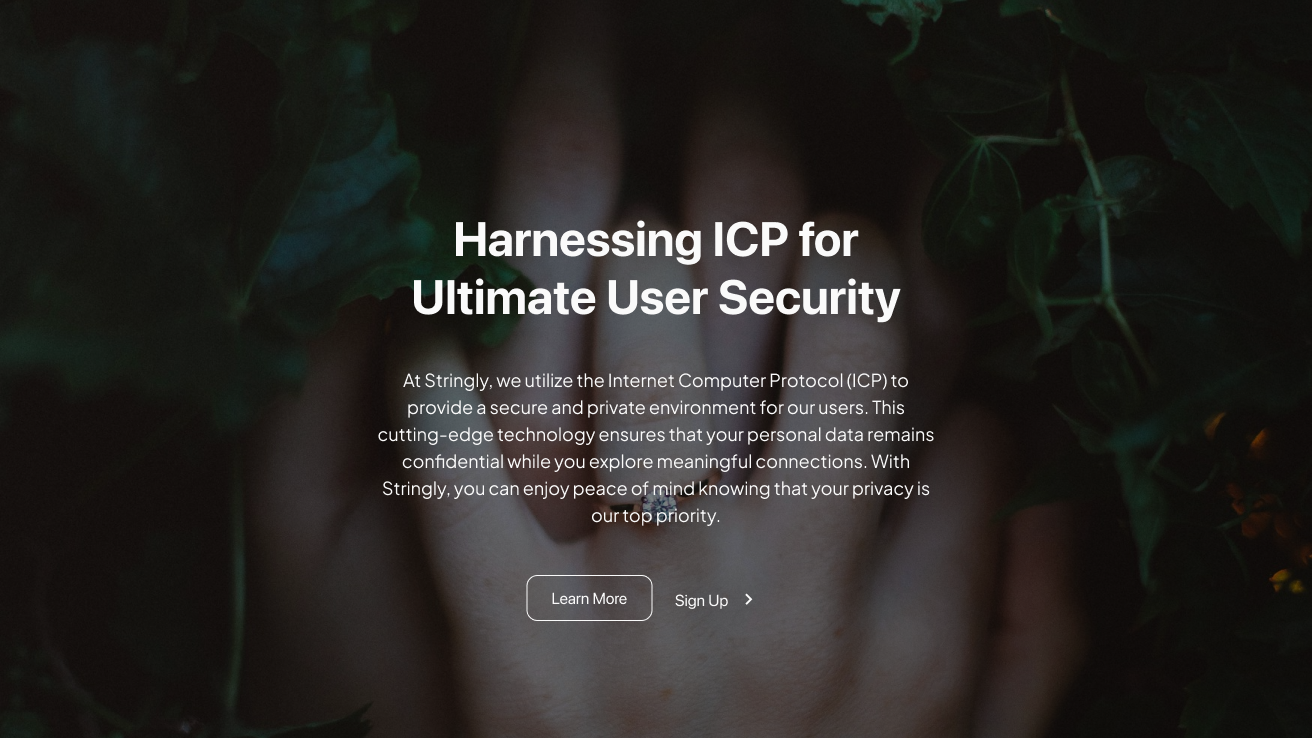 Harnessing ICP for
Ultimate User Security
At Stringly, we utilize the Internet Computer Protocol (ICP) to
provide a secure and private environment for our users. This
cutting-edge technology ensures that your personal data remains
confidential while you explore meaningful connections. With
Stringly, you can enjoy peace of mind knowing that your privacy is
our top priority.
Learn More
Sign Up